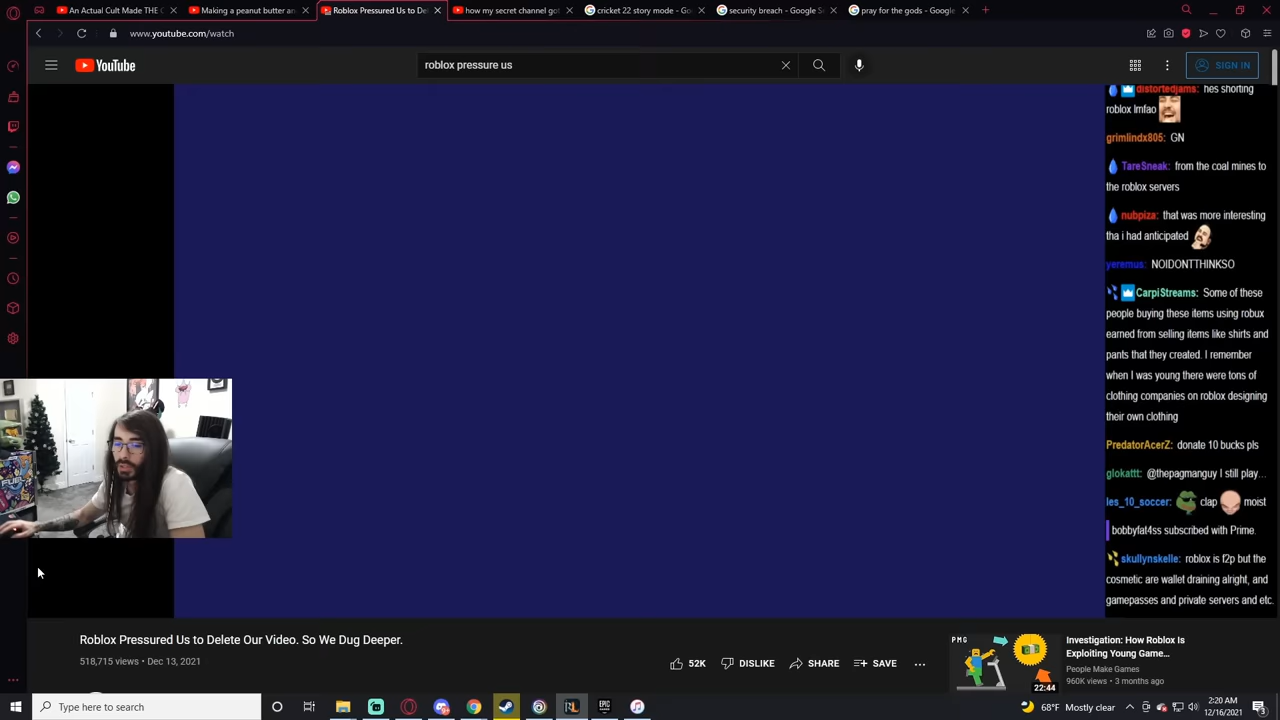 An Actual Cult Made THE C
Making a peanut butter an
Roblox Pressured Us to De
how my secret channel got
cricket 22 story mode - Go
security breach - Google S
pray for the gods - Google
www.youtube.com/watch
YouTube
roblox pressure us
SIGN IN
distortedjams: hes shorting
roblox lmfao
grimlindx805: GN
TareSneak: from the coal mines to
the roblox servers
nubpiza: that was more interesting
tha i had anticipated
yeremus: NOIDONTTHINKSO
CarpiStreams: Some of these
people buying these items using robux
earned from selling items like shirts and
pants that they created. I remember
when I was young there were tons of
clothing companies on roblox designing
their own clothing
PredatorAcerZ: donate 10 bucks pls
glokattt: @thepagmanguy I still play...
les_10_soccer: clap moist
bobbyfat4ss subscribed with Prime.
skullynskelle: roblox is f2p but the
cosmetic are wallet draining alright, and
gamepasses and private servers and etc.
FUEL
Roblox Pressured Us to Delete Our Video. So We Dug Deeper.
518,715 views • Dec 13, 2021
52K
DISLIKE
SHARE
SAVE
PMG
22:44
Investigation: How Roblox Is
Exploiting Young Game...
People Make Games
960K views • 3 months ago
Type here to search
EPIC
68°F Mostly clear
2:20 AM
12/16/2021
3